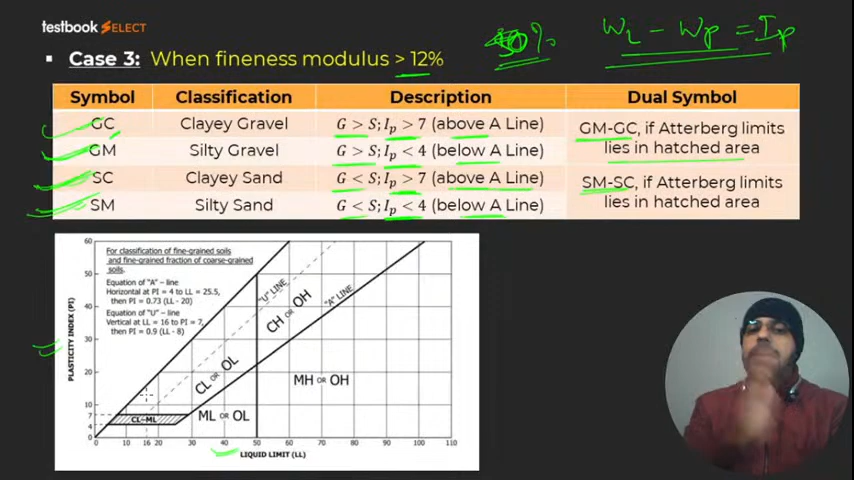 testbook SELECT
Case 3: When fineness modulus > 12%
%
W_L - W_P = I_P
Symbol Classification Description Dual Symbol
GC Clayey Gravel G > S; I_p > 7 (above A Line)
GM Silty Gravel G > S; I_p < 4 (below A Line)
GM-GC, if Atterberg limits
lies in hatched area
SC Clayey Sand G < S; I_p > 7 (above A Line)
SM Silty Sand G < S; I_p < 4 (below A Line)
SM-SC, if Atterberg limits
lies in hatched area
For classification of fine-grained soils
and fine-grained fraction of coarse-grained
soils.
Equation of "A" - line
Horizontal at PI = 4 to LL = 25.5,
then PI = 0.73 (LL - 20)
Equation of "U" - line
Vertical at LL = 16 to PI = 7,
then PI = 0.9 (LL - 8)
PLASTICITY INDEX (PI)
60
50
40
30
20
10
7
4
0
"U" LINE
"A" LINE
CH OR OH
CL OR OL
MH OR OH
ML OR OL
CL-ML
0 10 16 20 30 40 50 60 70 80 90 100 110
LIQUID LIMIT (LL)